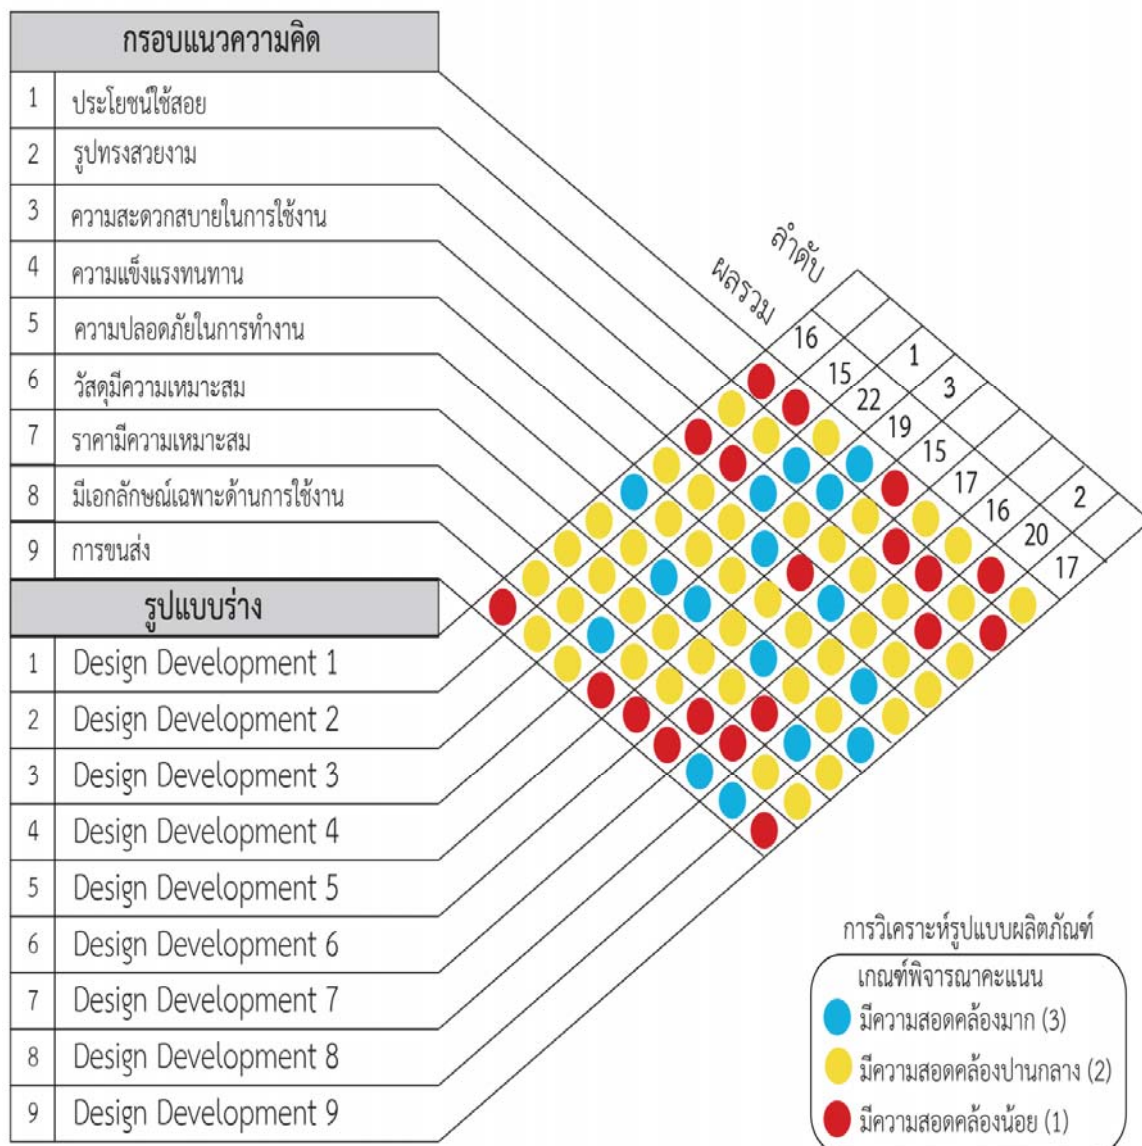 กรอบแนวความคิด
1 ประโยชน์ใช้สอย
2 รูปทรงสวยงาม
3 ความสะดวกสบายในการใช้งาน
4 ความแข็งแรงทนทาน
5 ความปลอดภัยในการทำงาน
6 วัสดุมีความเหมาะสม
7 ราคามีความเหมาะสม
8 มีเอกลักษณ์เฉพาะด้านการใช้งาน
9 การขนส่ง
รูปแบบร่าง
1 Design Development 1
2 Design Development 2
3 Design Development 3
4 Design Development 4
5 Design Development 5
6 Design Development 6
7 Design Development 7
8 Design Development 8
9 Design Development 9
ลำดับ
ผลรวม
16
15
22 1
19 3
15
17
16
20 2
17
การวิเคราะห์รูปแบบผลิตภัณฑ์
เกณฑ์พิจารณาคะแนน
มีความสอดคล้องมาก (3)
มีความสอดคล้องปานกลาง (2)
มีความสอดคล้องน้อย (1)